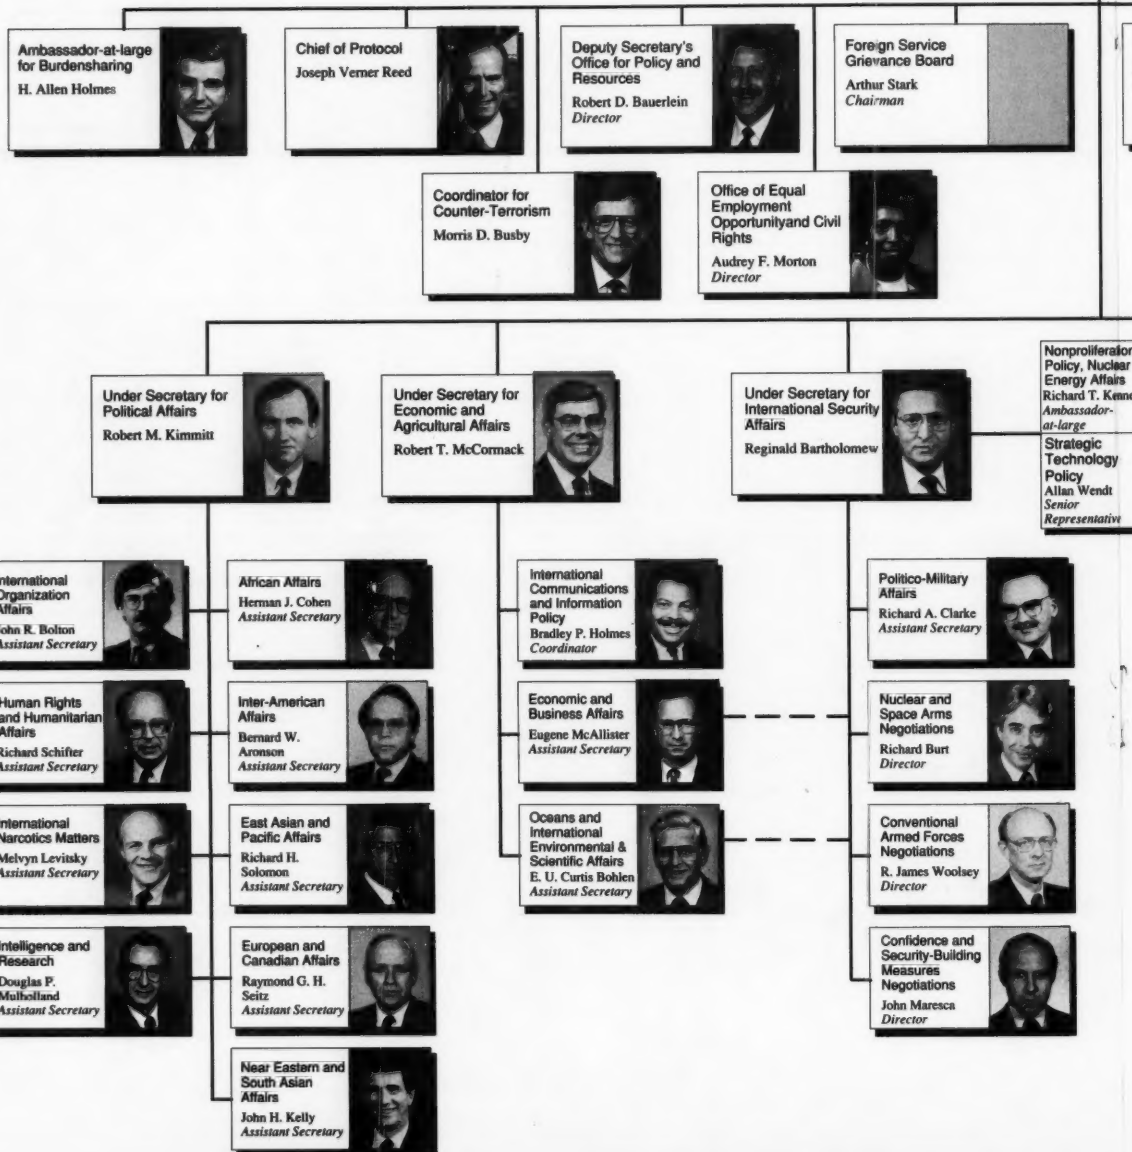 Ambassador-at-large
for Burdensharing
H. Allen Holmes
Chief of Protocol
Joseph Verner Reed
Deputy Secretary's
Office for Policy and
Resources
Robert D. Bauerlein
Director
Foreign Service
Grievance Board
Arthur Stark
Chairman
Coordinator for
Counter-Terrorism
Morris D. Busby
Office of Equal
Employment
Opportunityand Civil
Rights
Audrey F. Morton
Director
Under Secretary for
Political Affairs
Robert M. Kimmitt
Under Secretary for
Economic and
Agricultural Affairs
Robert T. McCormack
Under Secretary for
International Security
Affairs
Reginald Bartholomew
Nonproliferation
Policy, Nuclear
Energy Affairs
Richard T. Kenne
Ambassador-
at-large
Strategic
Technology
Policy
Allan Wendt
Senior
Representative
nternational
Organization
Affairs
John R. Bolton
Assistant Secretary
African Affairs
Herman J. Cohen
Assistant Secretary
International
Communications
and Information
Policy
Bradley P. Holmes
Coordinator
Politico-Military
Affairs
Richard A. Clarke
Assistant Secretary
Human Rights
and Humanitarian
Affairs
Richard Schifter
Assistant Secretary
Inter-American
Affairs
Bernard W.
Aronson
Assistant Secretary
Economic and
Business Affairs
Eugene McAllister
Assistant Secretary
Nuclear and
Space Arms
Negotiations
Richard Burt
Director
International
Narcotics Matters
Melvyn Levitsky
Assistant Secretary
East Asian and
Pacific Affairs
Richard H.
Solomon
Assistant Secretary
Oceans and
International
Environmental &
Scientific Affairs
E. U. Curtis Bohlen
Assistant Secretary
Conventional
Armed Forces
Negotiations
R. James Woolsey
Director
Intelligence and
Research
Douglas P.
Mulholland
Assistant Secretary
European and
Canadian Affairs
Raymond G. H.
Seitz
Assistant Secretary
Confidence and
Security-Building
Measures
Negotiations
John Maresca
Director
Near Eastern and
South Asian
Affairs
John H. Kelly
Assistant Secretary